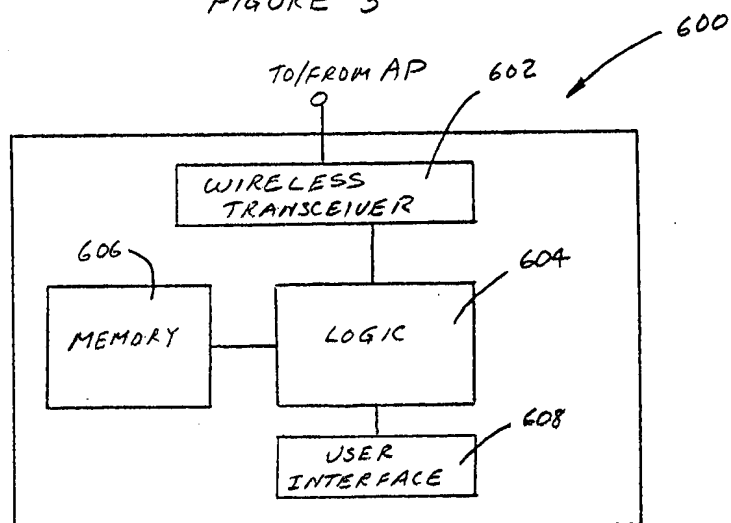 FIGURE 5
600
TO/FROM AP
602
WIRELESS
TRANSCEIVER
606
604
MEMORY
LOGIC
608
USER
INTERFACE